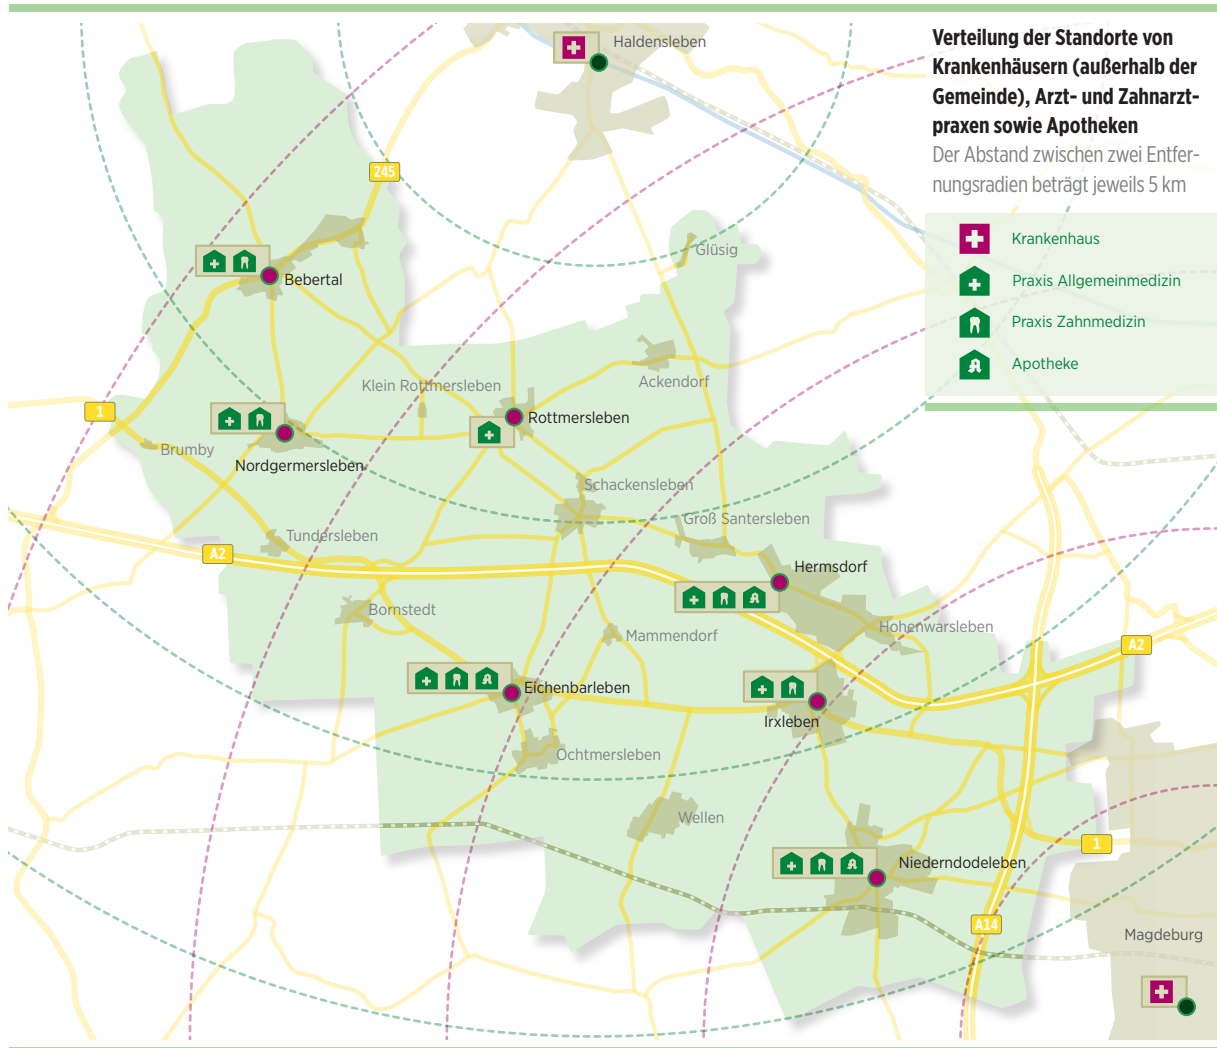 Haldensleben
Verteilung der Standorte von
Krankenhäusern (außerhalb der
Gemeinde), Arzt- und Zahnarzt-
praxen sowie Apotheken
Der Abstand zwischen zwei Entfer-
nungsradien beträgt jeweils 5 km
Krankenhaus
Praxis Allgemeinmedizin
Praxis Zahnmedizin
Apotheke
245
Glüsig
Bebertal
Klein Rottmersleben
Ackendorf
1
Rottmersleben
Brumby
Nordgermersleben
Schackensleben
Groß Santersleben
Tundersleben
A2
Hermsdorf
Bornstedt
Mammendorf
Hohenwarsleben
A2
Eichenbarleben
Irxleben
Ochtmersleben
Wellen
1
Niederndodeleben
A14
Magdeburg